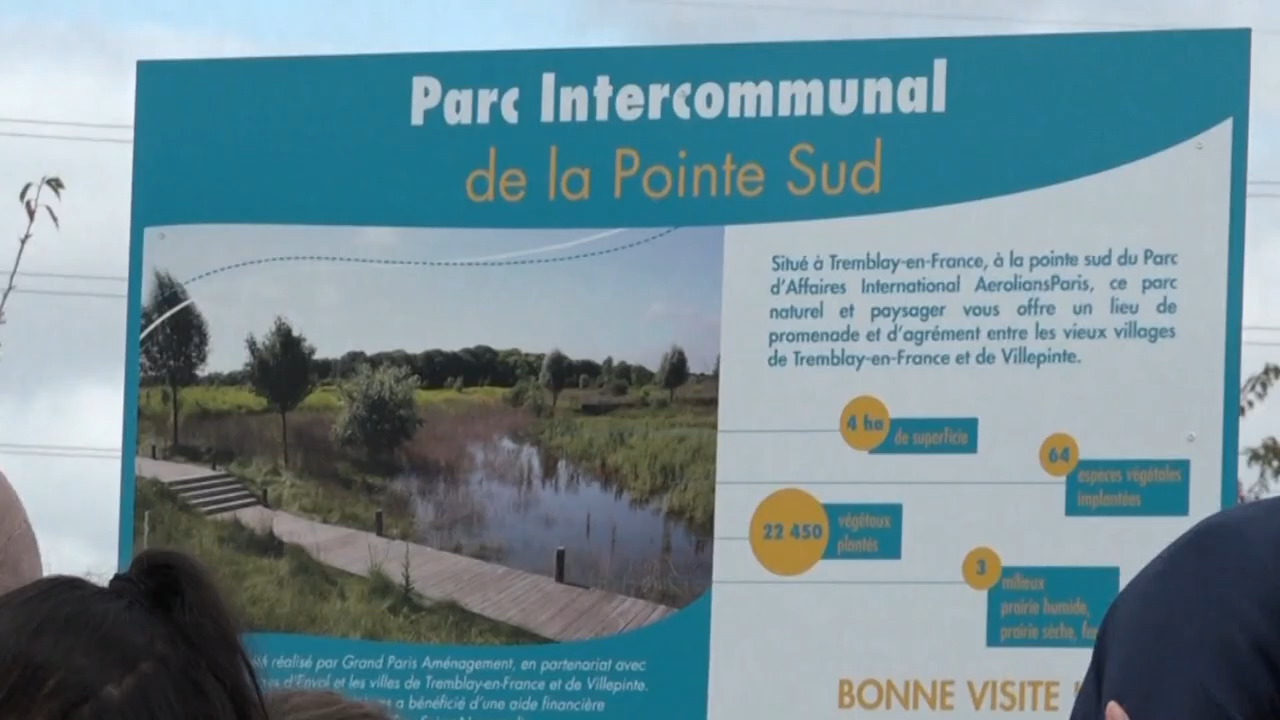 Parc Intercommunal
de la Pointe Sud
Situé à Tremblay-en-France, à la pointe sud du Parc
d'Affaires International AeroliansParis, ce parc
naturel et paysager vous offre un lieu de
promenade et d'agrément entre les vieux villages
de Tremblay-en-France et de Villepinte.
4 ha de superficie
64 espèces végétales
implantées
22 450 végétaux
plantés
3 milieux
prairie humide,
prairie sèche,
réalisé par Grand Paris Aménagement, en partenariat avec
d'Envol et les villes de Tremblay-en-France et de Villepinte.
a bénéficié d'une aide financière
BONNE VISITE !